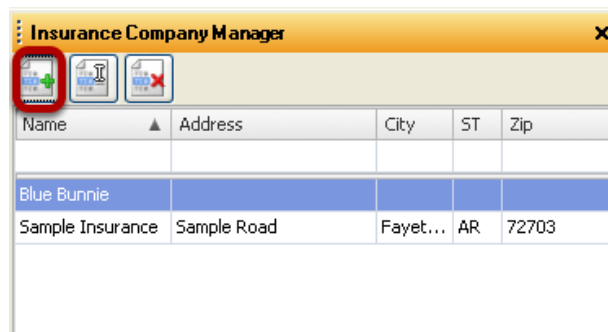 Insurance Company Manager
Name Address City ST Zip
Blue Bunnie
Sample Insurance Sample Road Fayet... AR 72703